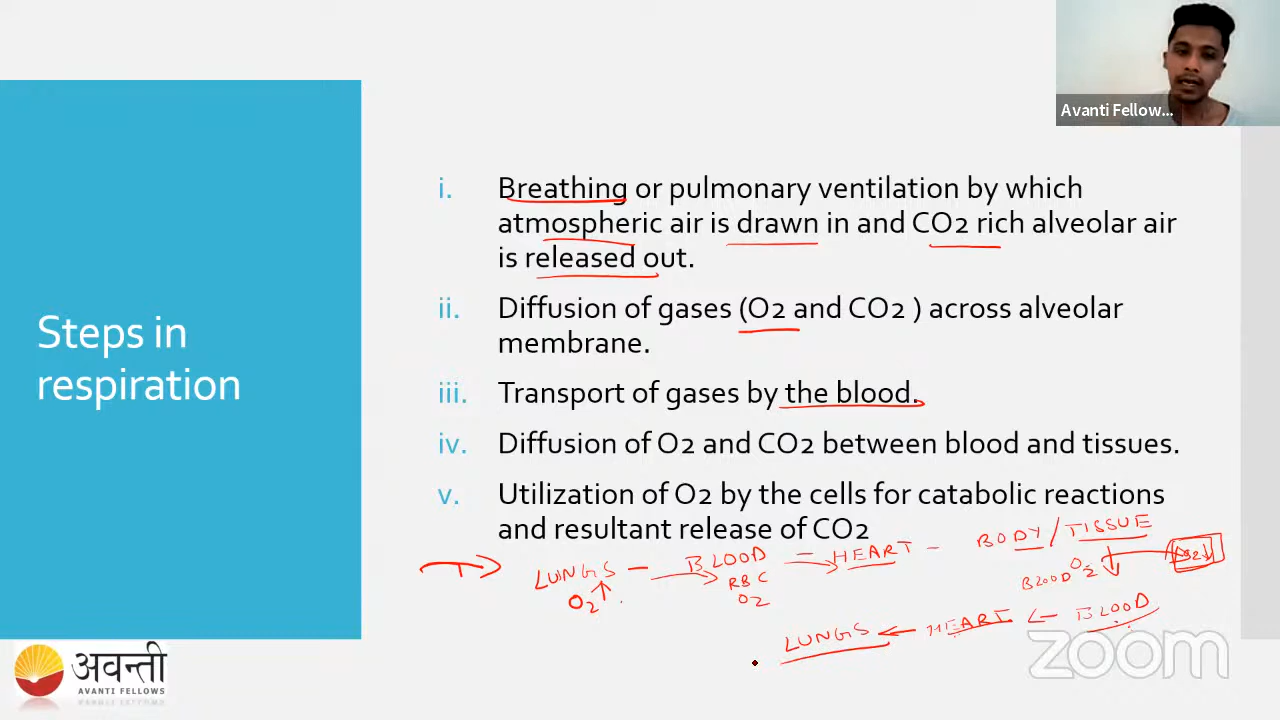 Avanti Fellow...
Steps in
respiration
i. Breathing or pulmonary ventilation by which
atmospheric air is drawn in and CO2 rich alveolar air
is released out.
ii. Diffusion of gases (O2 and CO2 ) across alveolar
membrane.
iii. Transport of gases by the blood.
iv. Diffusion of O2 and CO2 between blood and tissues.
v. Utilization of O2 by the cells for catabolic reactions
and resultant release of CO2
LUNGS – BLOOD – HEART – BODY / TISSUE
O2 RBC BLOOD O2
O2
LUNGS ← HEART ← BLOOD
अवन्ती
AVANTI FELLOWS
zoom